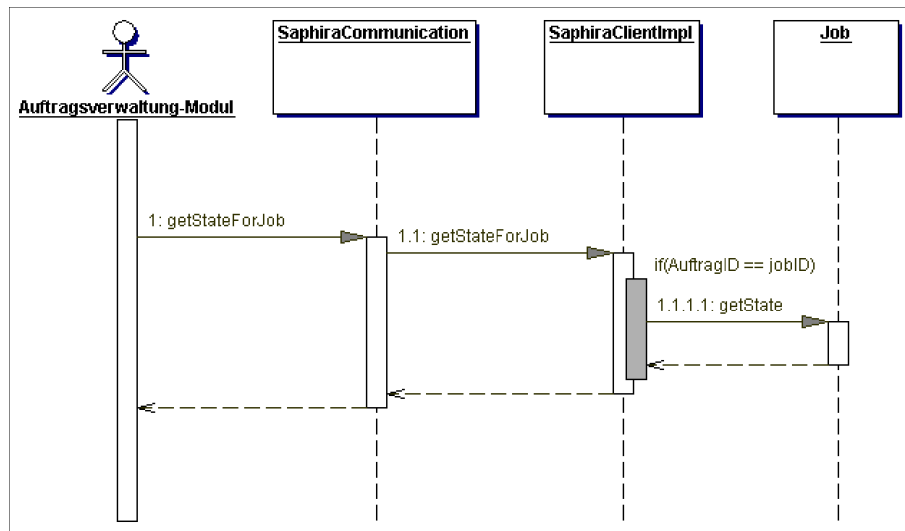 SaphiraCommunication
SaphiraClientImpl
Job
Auftragsverwaltung-Modul
1: getStateForJob
1.1: getStateForJob
if(AuftragID == jobID)
1.1.1.1: getState